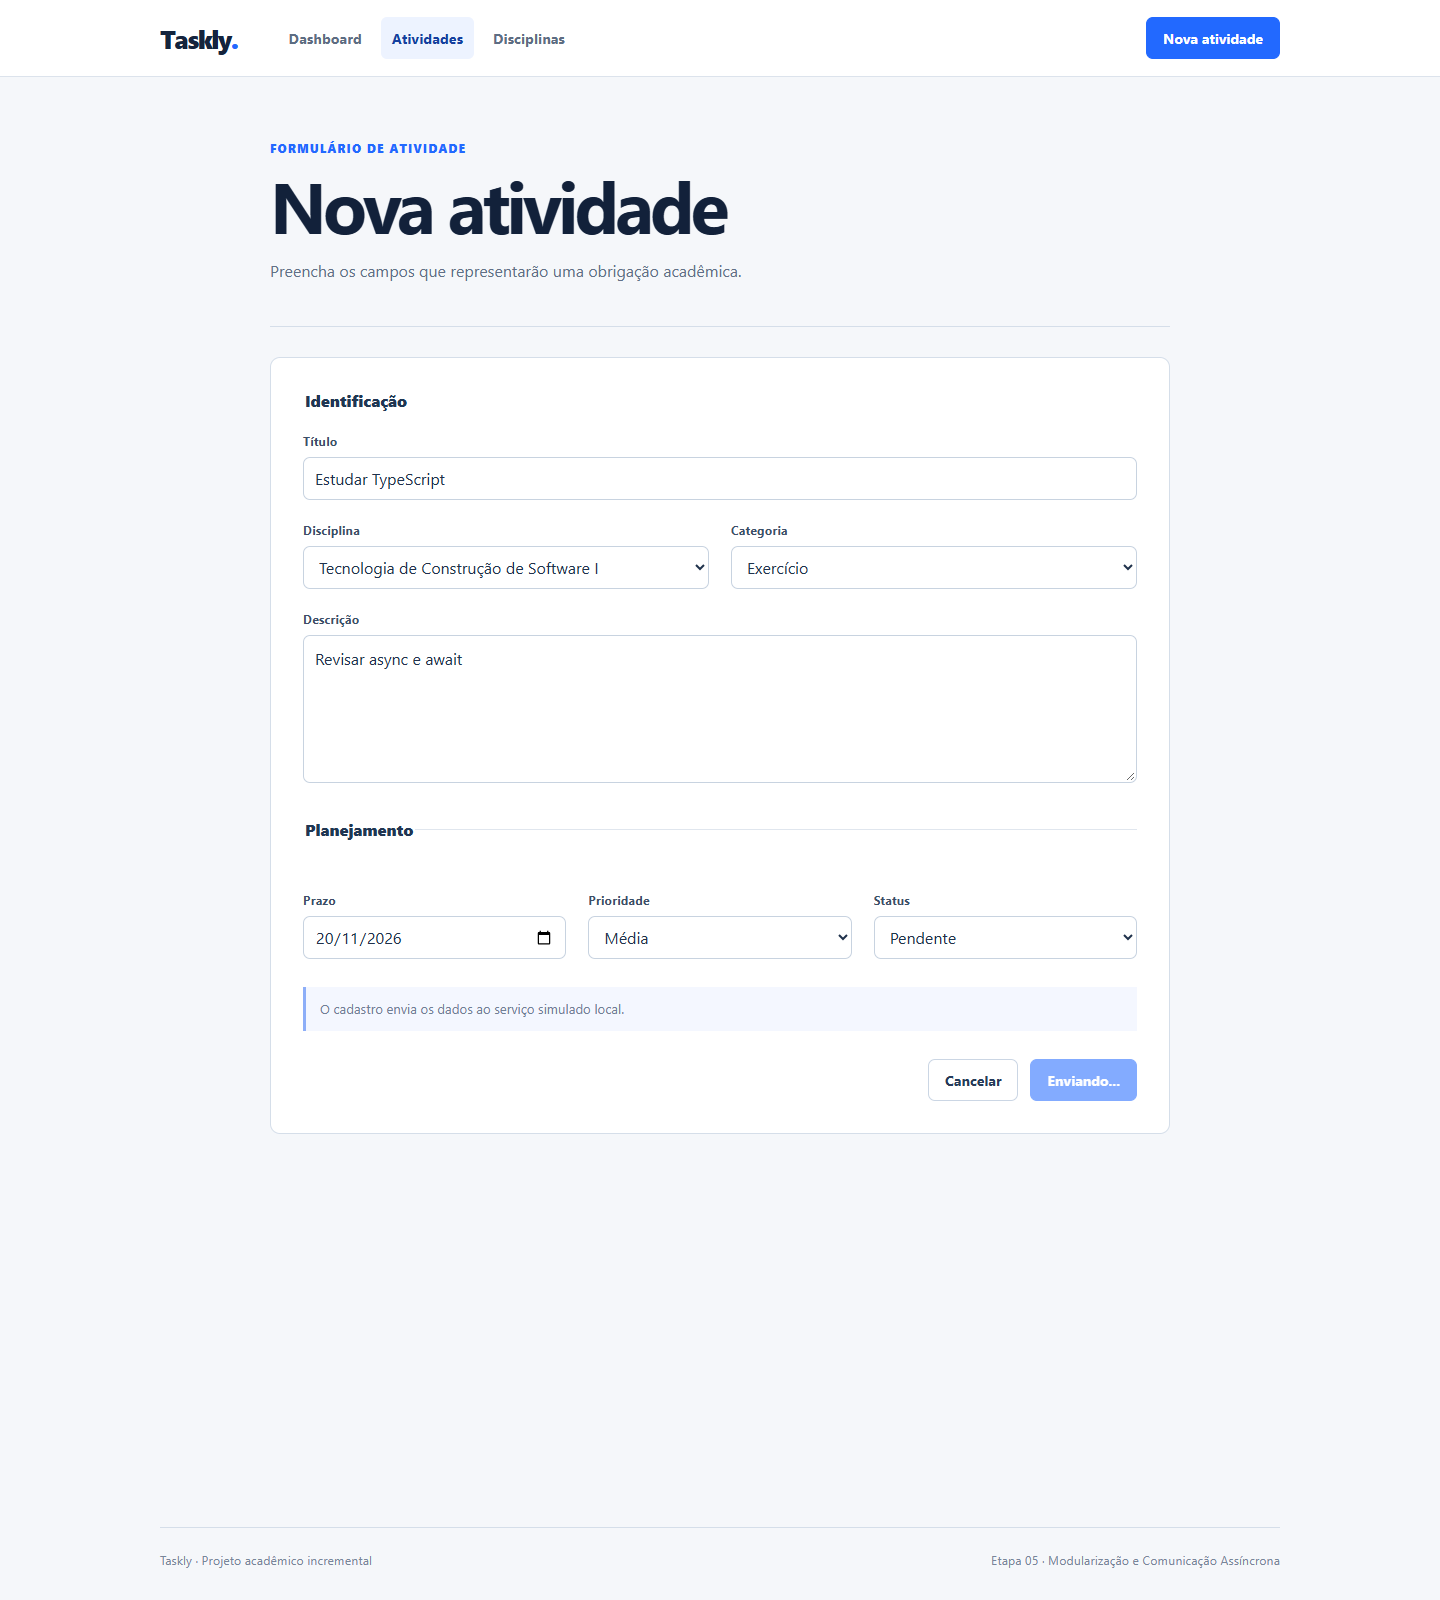 Taskly.
Dashboard
Atividades
Disciplinas
Nova atividade
FORMULÁRIO DE ATIVIDADE
Nova atividade
Preencha os campos que representarão uma obrigação acadêmica.
Identificação
Título
Estudar TypeScript
Disciplina
Categoria
Tecnologia de Construção de Software I
Exercício
Descrição
Revisar async e await
Planejamento
Prazo
Prioridade
Status
20/11/2026
Média
Pendente
O cadastro envia os dados ao serviço simulado local.
Cancelar
Enviando...
Taskly · Projeto acadêmico incremental
Etapa 05 · Modularização e Comunicação Assíncrona